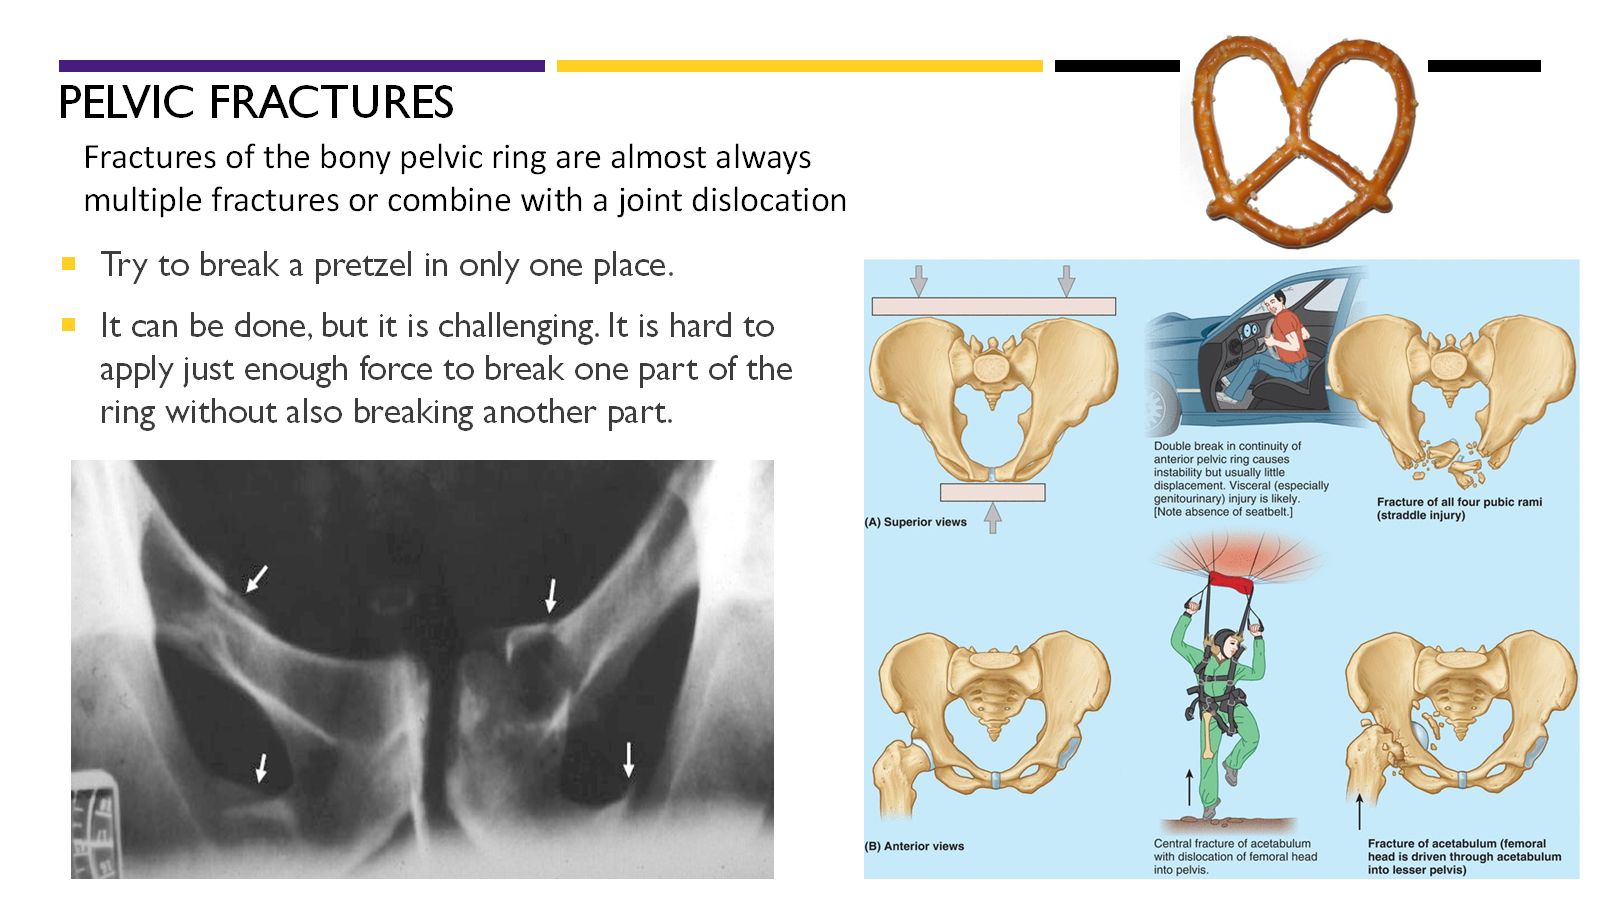 PELVIC FRACTURES
Fractures of the bony pelvic ring are almost always
multiple fractures or combine with a joint dislocation
Try to break a pretzel in only one place.
It can be done, but it is challenging. It is hard to
apply just enough force to break one part of the
ring without also breaking another part.
(A) Superior views
Double break in continuity of
anterior pelvic ring causes
instability but usually little
displacement. Visceral (especially
genitourinary) injury is likely.
[Note absence of seatbelt.]
Fracture of all four pubic rami
(straddle injury)
(B) Anterior views
Central fracture of acetabulum
with dislocation of femoral head
into pelvis.
Fracture of acetabulum (femoral
head is driven through acetabulum
into lesser pelvis)